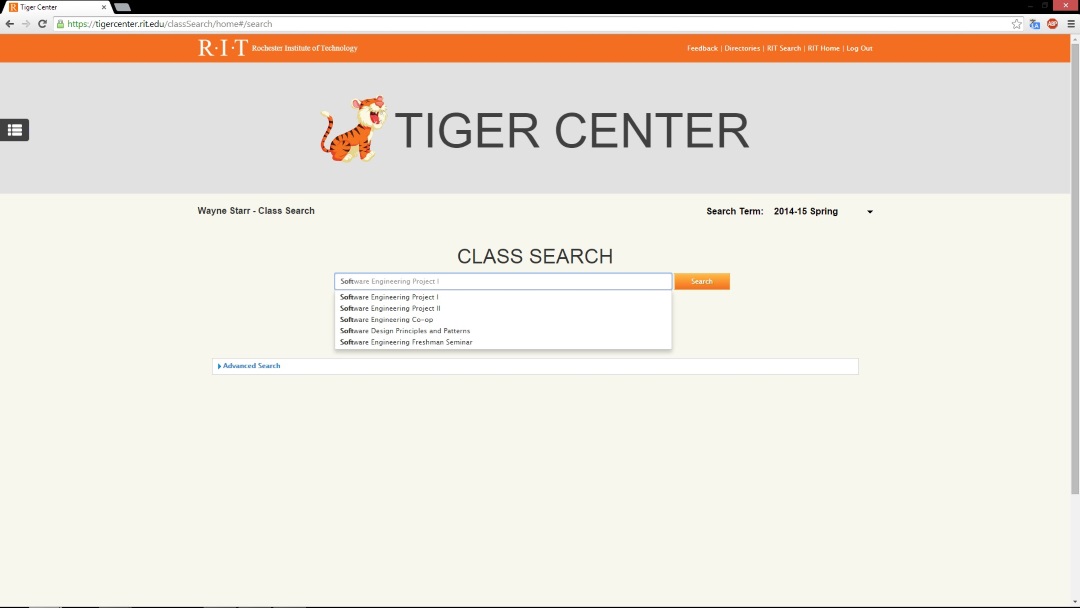 Tiger Center
https://tigercenter.rit.edu/classSearch/home#/search
R·I·T Rochester Institute of Technology
Feedback | Directories | RIT Search | RIT Home | Log Out
TIGER CENTER
Wayne Starr - Class Search
Search Term: 2014-15 Spring
CLASS SEARCH
Software Engineering Project I
Search
Software Engineering Project I
Software Engineering Project II
Software Engineering Co-op
Software Design Principles and Patterns
Software Engineering Freshman Seminar
Advanced Search